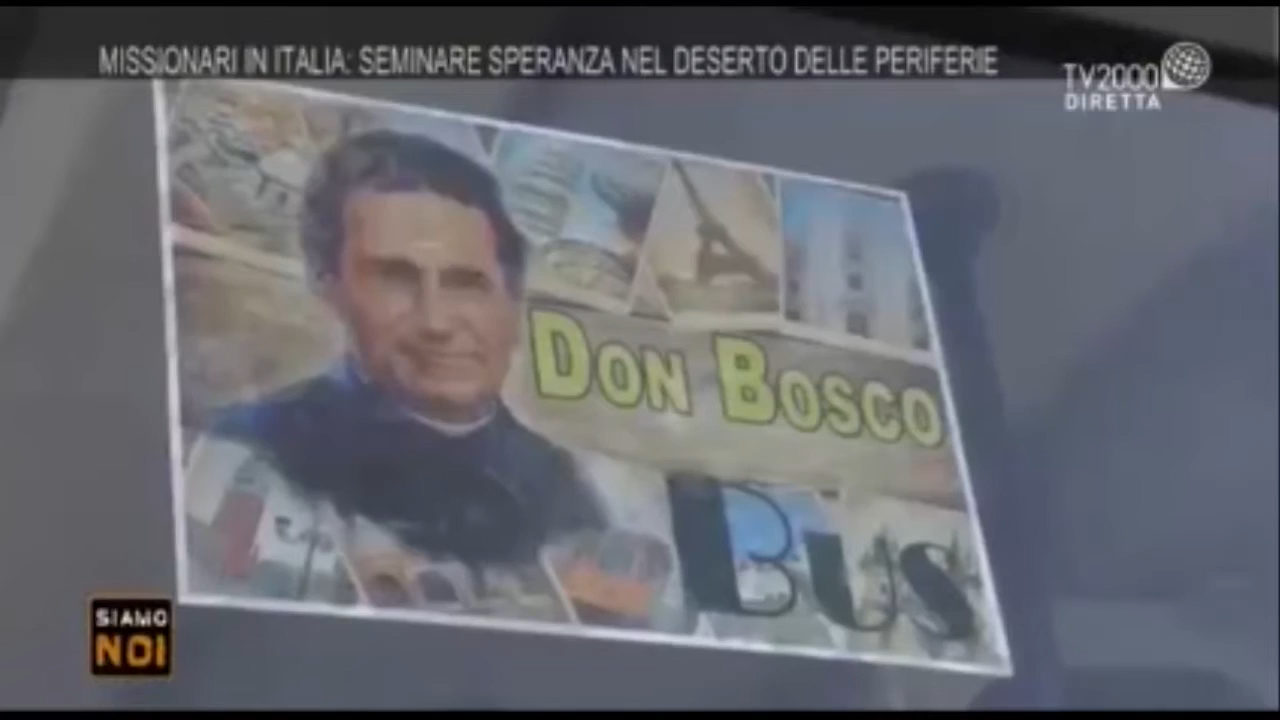 MISSIONARI IN ITALIA: SEMINARE SPERANZA NEL DESERTO DELLE PERIFERIE
TV2000
DIRETTA
DON BOSCO
BUS
SIAMO
NOI